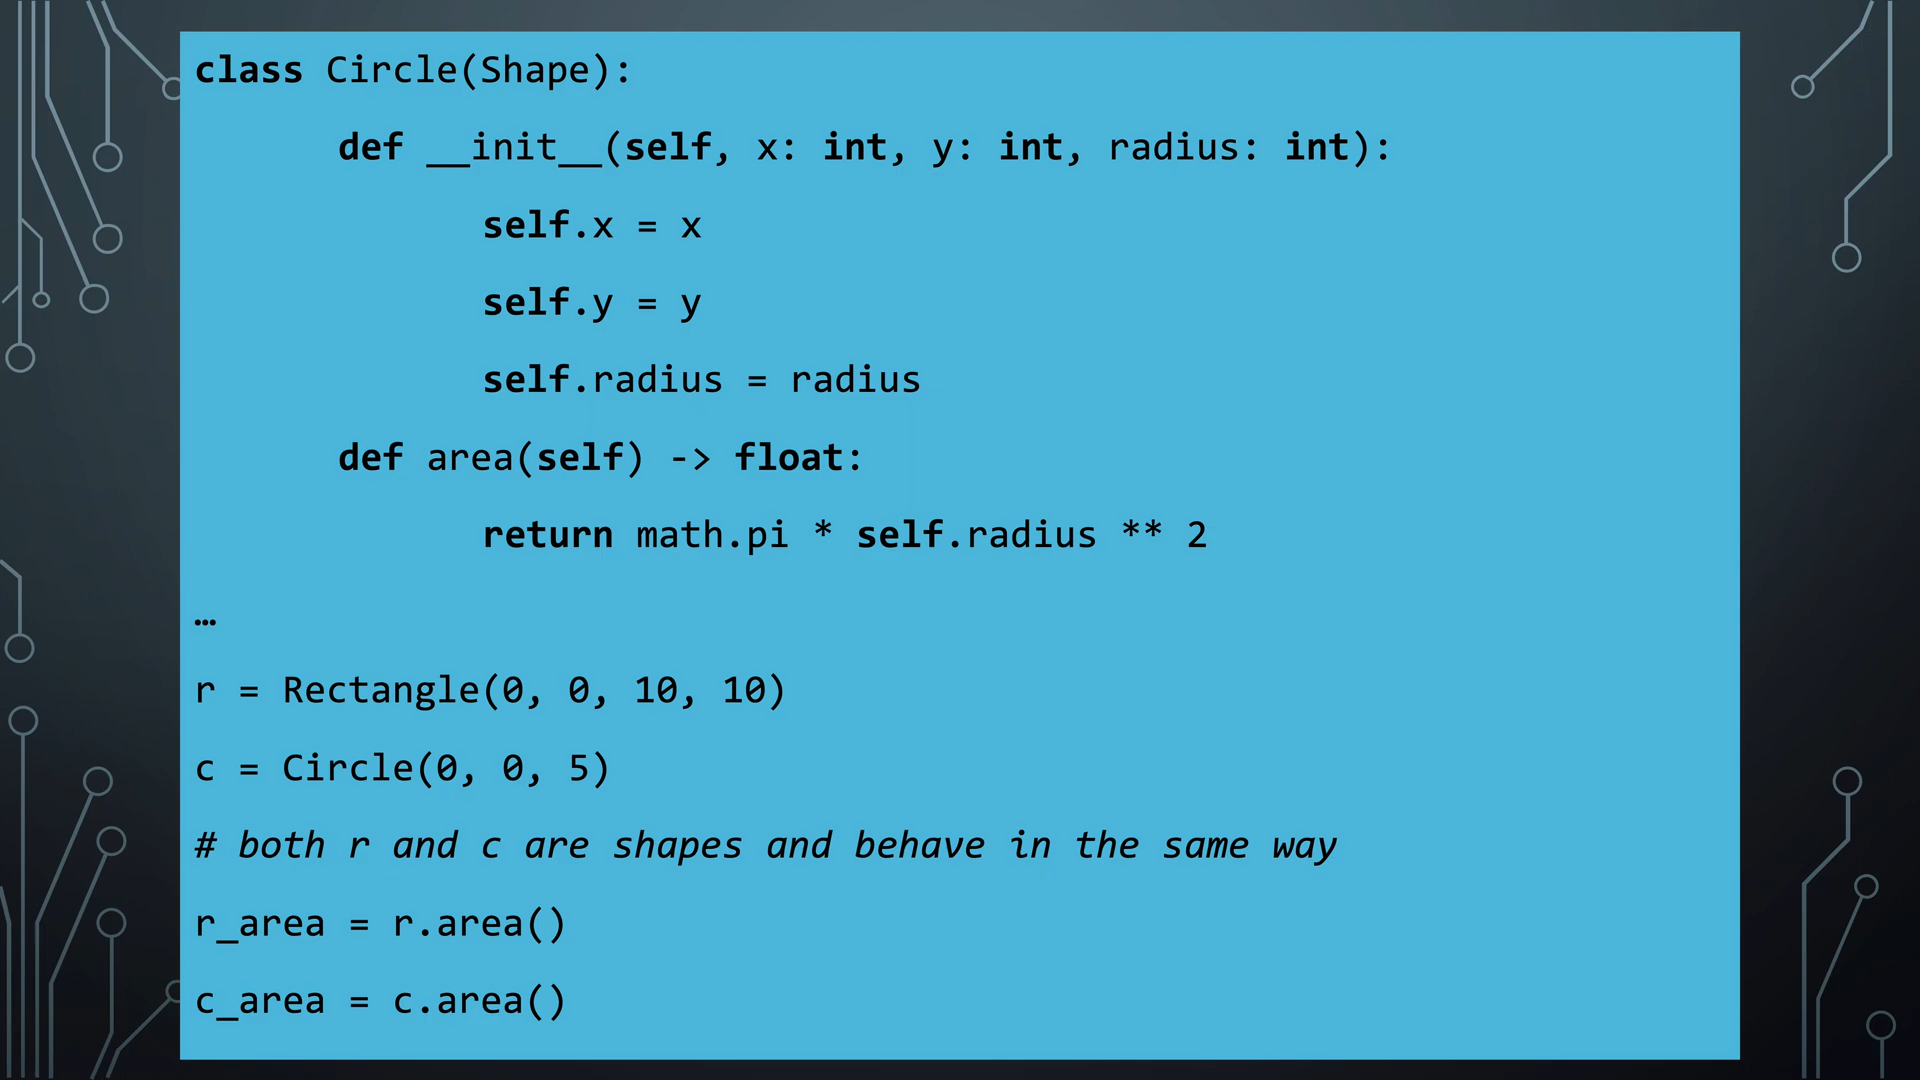 class Circle(Shape):
def __init__(self, x: int, y: int, radius: int):
self.x = x
self.y = y
self.radius = radius
def area(self) -> float:
return math.pi * self.radius ** 2
…
r = Rectangle(0, 0, 10, 10)
c = Circle(0, 0, 5)
# both r and c are shapes and behave in the same way
r_area = r.area()
c_area = c.area()